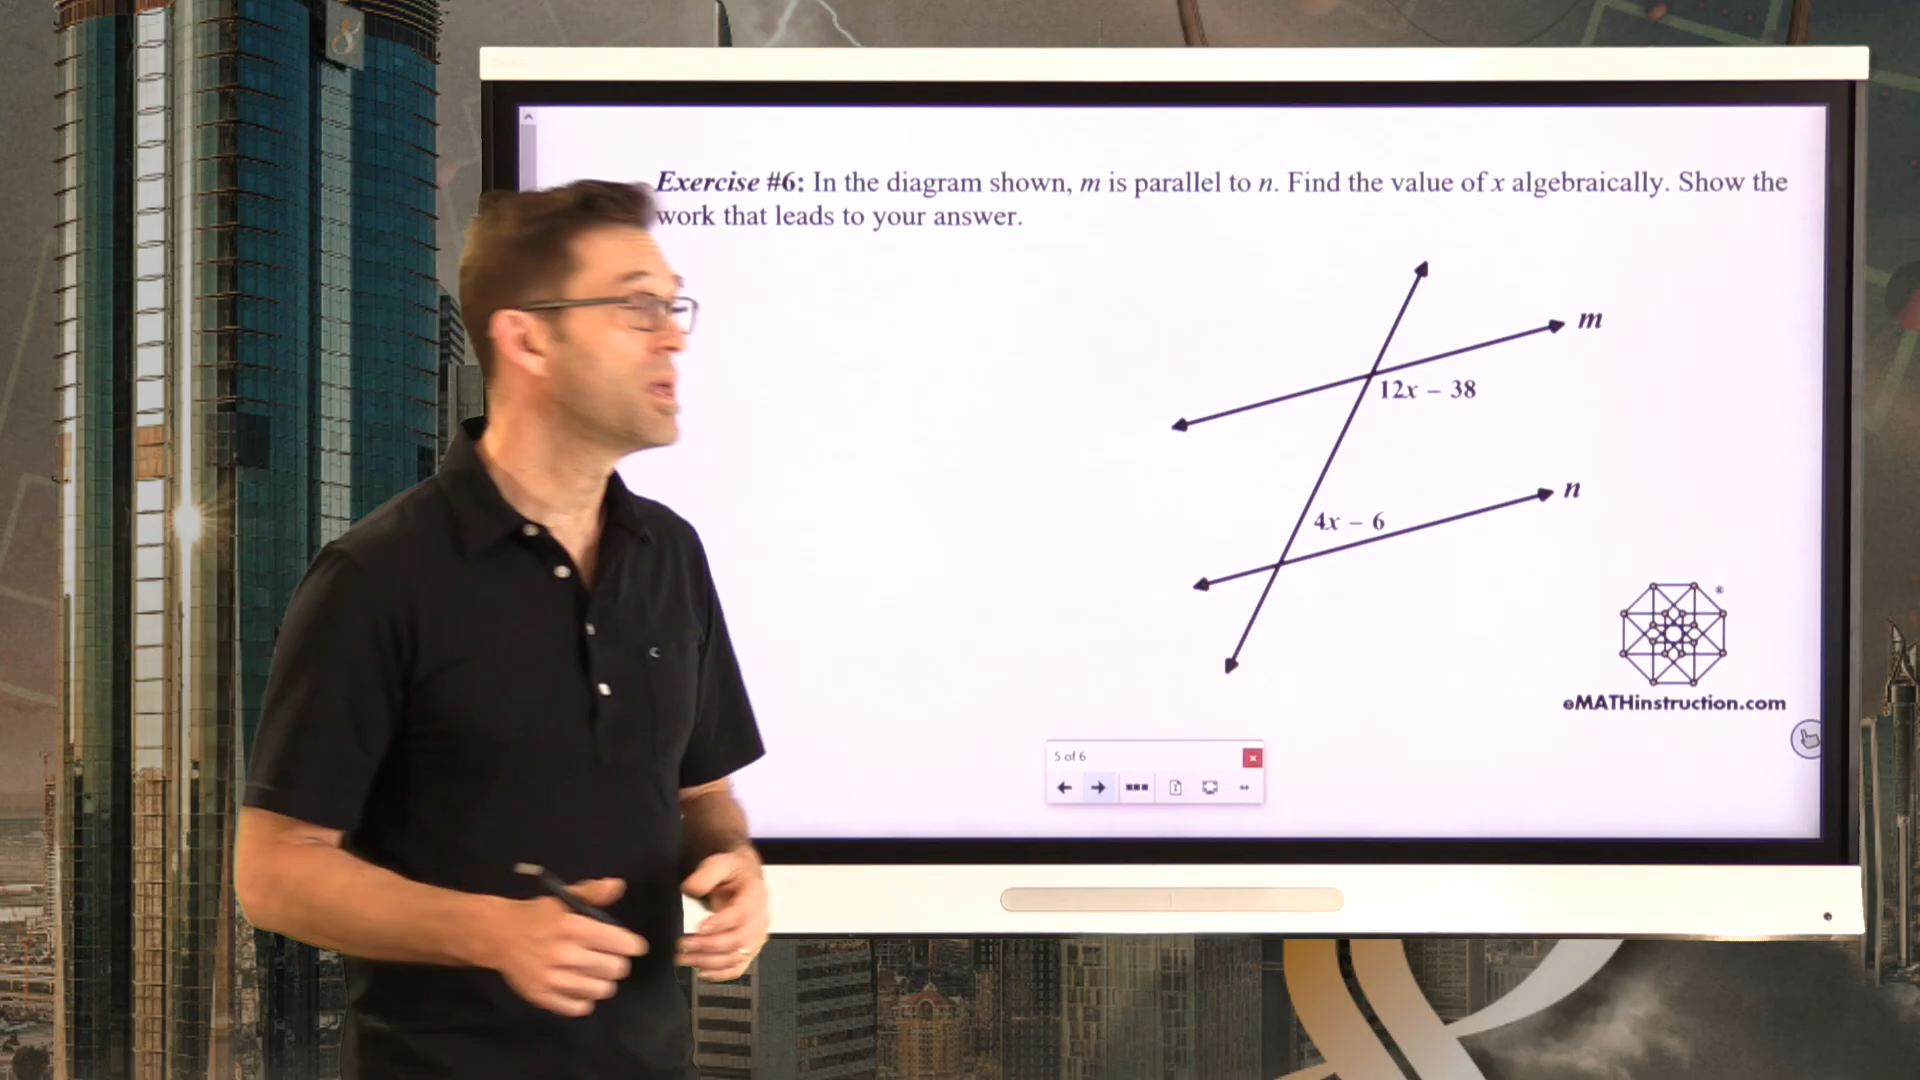 Exercise #6: In the diagram shown, m is parallel to n. Find the value of x algebraically. Show the
work that leads to your answer.
m
12x – 38
n
4x – 6
®
eMATHinstruction.com
5 of 6